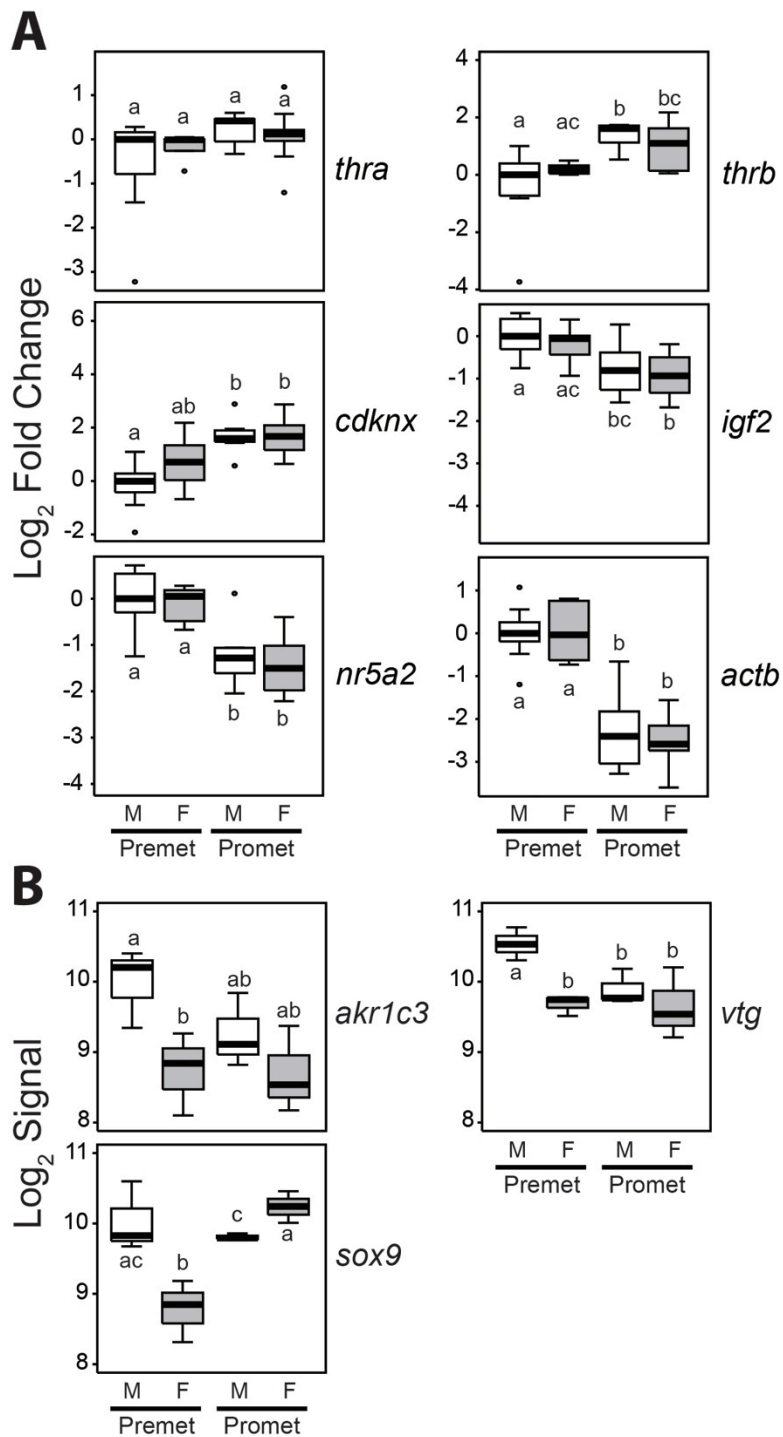 A
Log2 Fold Change
1
0
-1
-2
-3
a a a a
thra
4
2
0
-2
-4
a ac b bc
thrb
6
4
2
0
-2
a ab b b
cdknx
0
-1
-2
-3
-4
a ac bc b
igf2
0
-1
-2
-3
-4
a a b b
nr5a2
M F M F
Premet Promet
1
0
-1
-2
-3
a a b b
actb
M F M F
Premet Promet
B
Log2 Signal
11
10
9
8
a b ab ab
akr1c3
11
10
9
8
a b b b
vtg
M F M F
Premet Promet
11
10
9
8
ac b c a
sox9
M F M F
Premet Promet